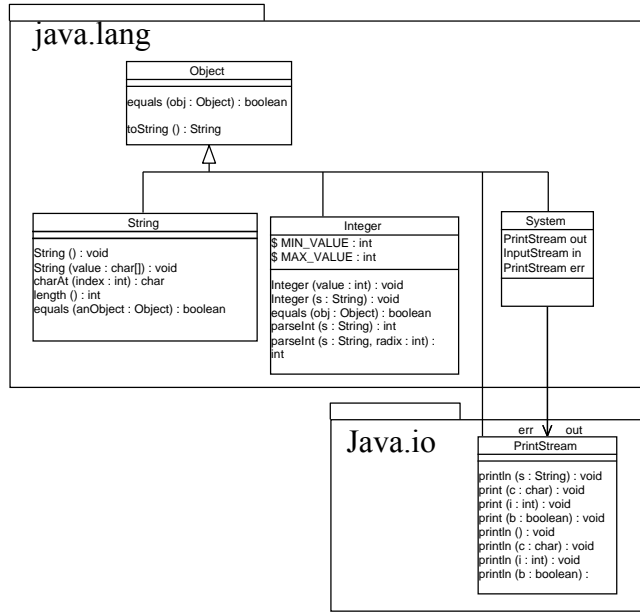 java.lang
Object
equals (obj : Object) : boolean
toString () : String
String
String () : void
String (value : char[]) : void
charAt (index : int) : char
length () : int
equals (anObject : Object) : boolean
Integer
$ MIN_VALUE : int
$ MAX_VALUE : int
Integer (value : int) : void
Integer (s : String) : void
equals (obj : Object) : boolean
parseInt (s : String) : int
parseInt (s : String, radix : int) :
int
System
PrintStream out
InputStream in
PrintStream err
Java.io
err out
PrintStream
println (s : String) : void
print (c : char) : void
print (i : int) : void
print (b : boolean) : void
println () : void
println (c : char) : void
println (i : int) : void
println (b : boolean) :